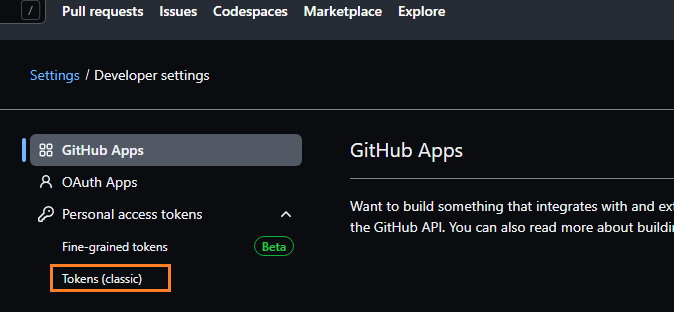 / Pull requests Issues Codespaces Marketplace Explore
Settings / Developer settings
GitHub Apps
OAuth Apps
Personal access tokens
Fine-grained tokens Beta
Tokens (classic)
GitHub Apps
Want to build something that integrates with and ext
the GitHub API. You can also read more about buildin